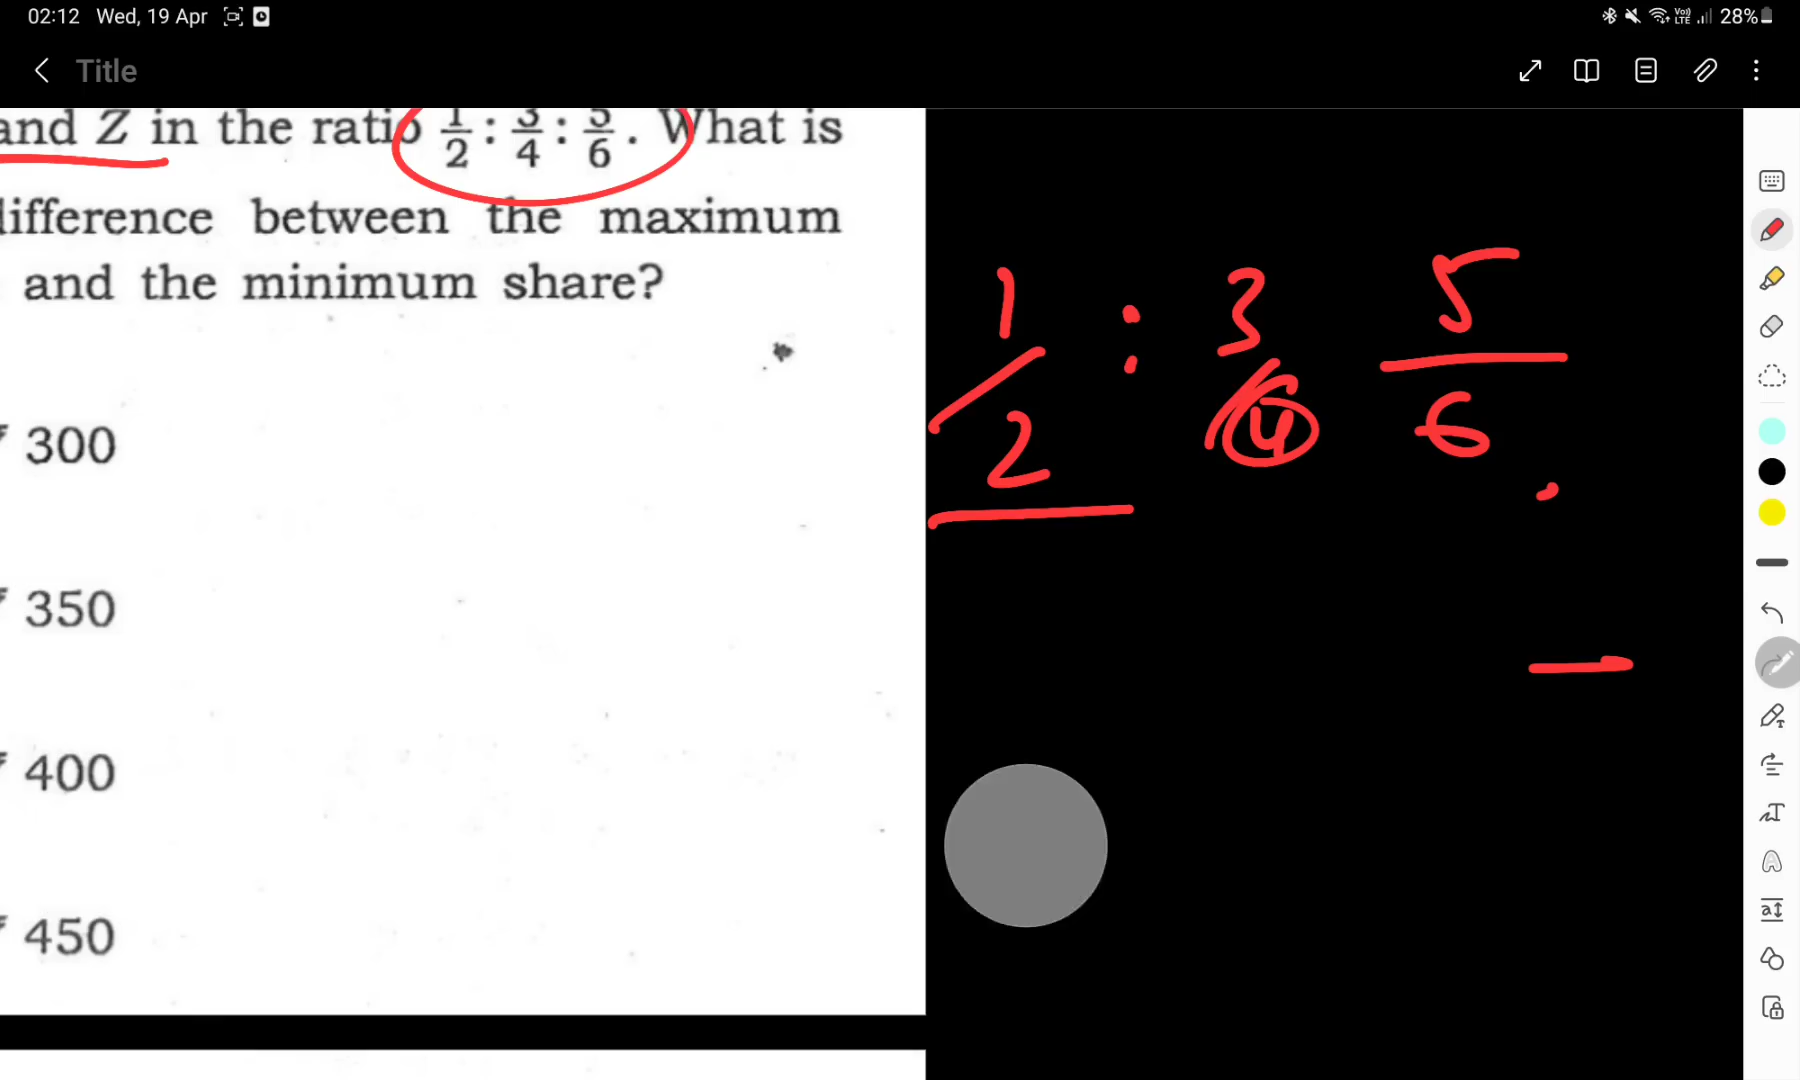 02:12 Wed, 19 Apr
28%
Title
and Z in the ratio 1/2 : 3/4 : 5/6 . What is
difference between the maximum
and the minimum share?
₹ 300
₹ 350
₹ 400
₹ 450
1/2 : 3/4 5/6